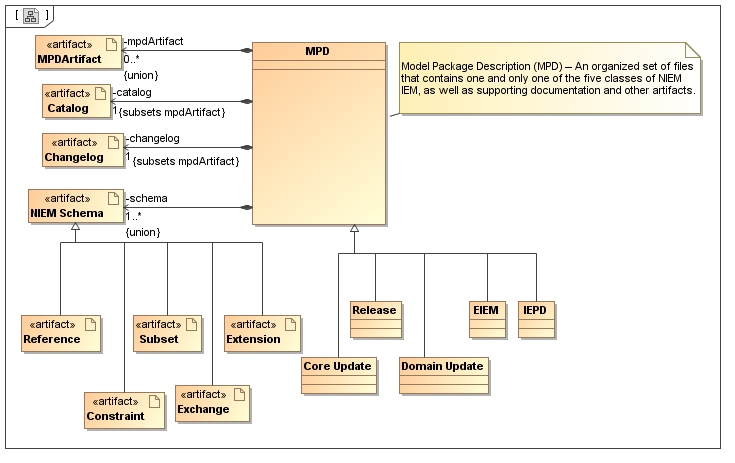 [ ]
«artifact»
MPDArtifact
-mpdArtifact
0..*
{union}
MPD
Model Package Description (MPD) -- An organized set of files
that contains one and only one of the five classes of NIEM
IEM, as well as supporting documentation and other artifacts.
«artifact»
Catalog
-catalog
1 {subsets mpdArtifact}
«artifact»
Changelog
-changelog
1 {subsets mpdArtifact}
«artifact»
NIEM Schema
-schema
1..*
{union}
Release
EIEM
IEPD
«artifact»
Reference
«artifact»
Subset
«artifact»
Extension
Core Update
Domain Update
«artifact»
Constraint
«artifact»
Exchange